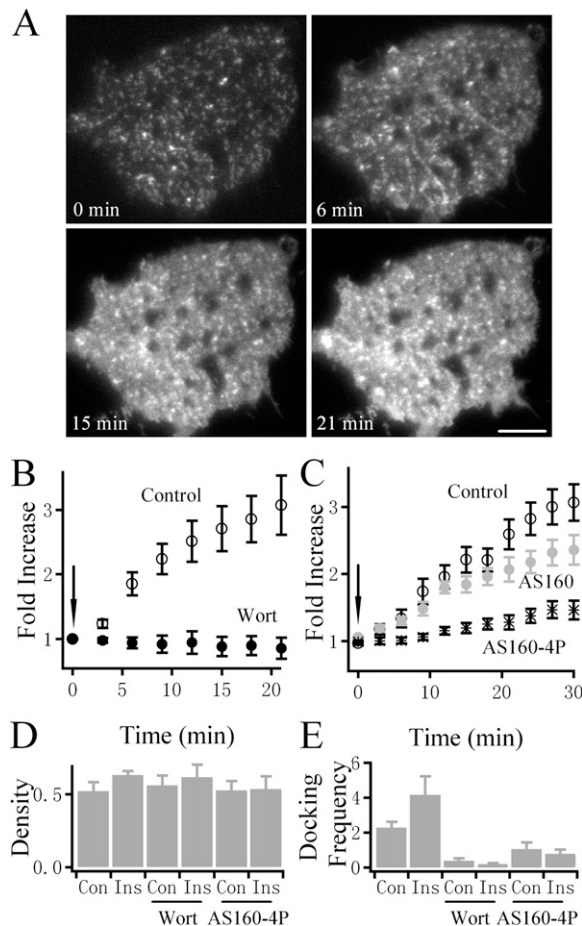 A
0 min
6 min
15 min
21 min
B
Fold Increase
3
2
1
Control
Wort
0 5 10 15 20
Time (min)
C
Fold Increase
3
2
1
Control
AS160
AS160-4P
0 10 20 30
Time (min)
D
Density
0.5
0.0
Con Ins Con Ins Con Ins
Wort AS160-4P
E
Docking
Frequency
6
4
2
0
Con Ins Con Ins Con Ins
Wort AS160-4P